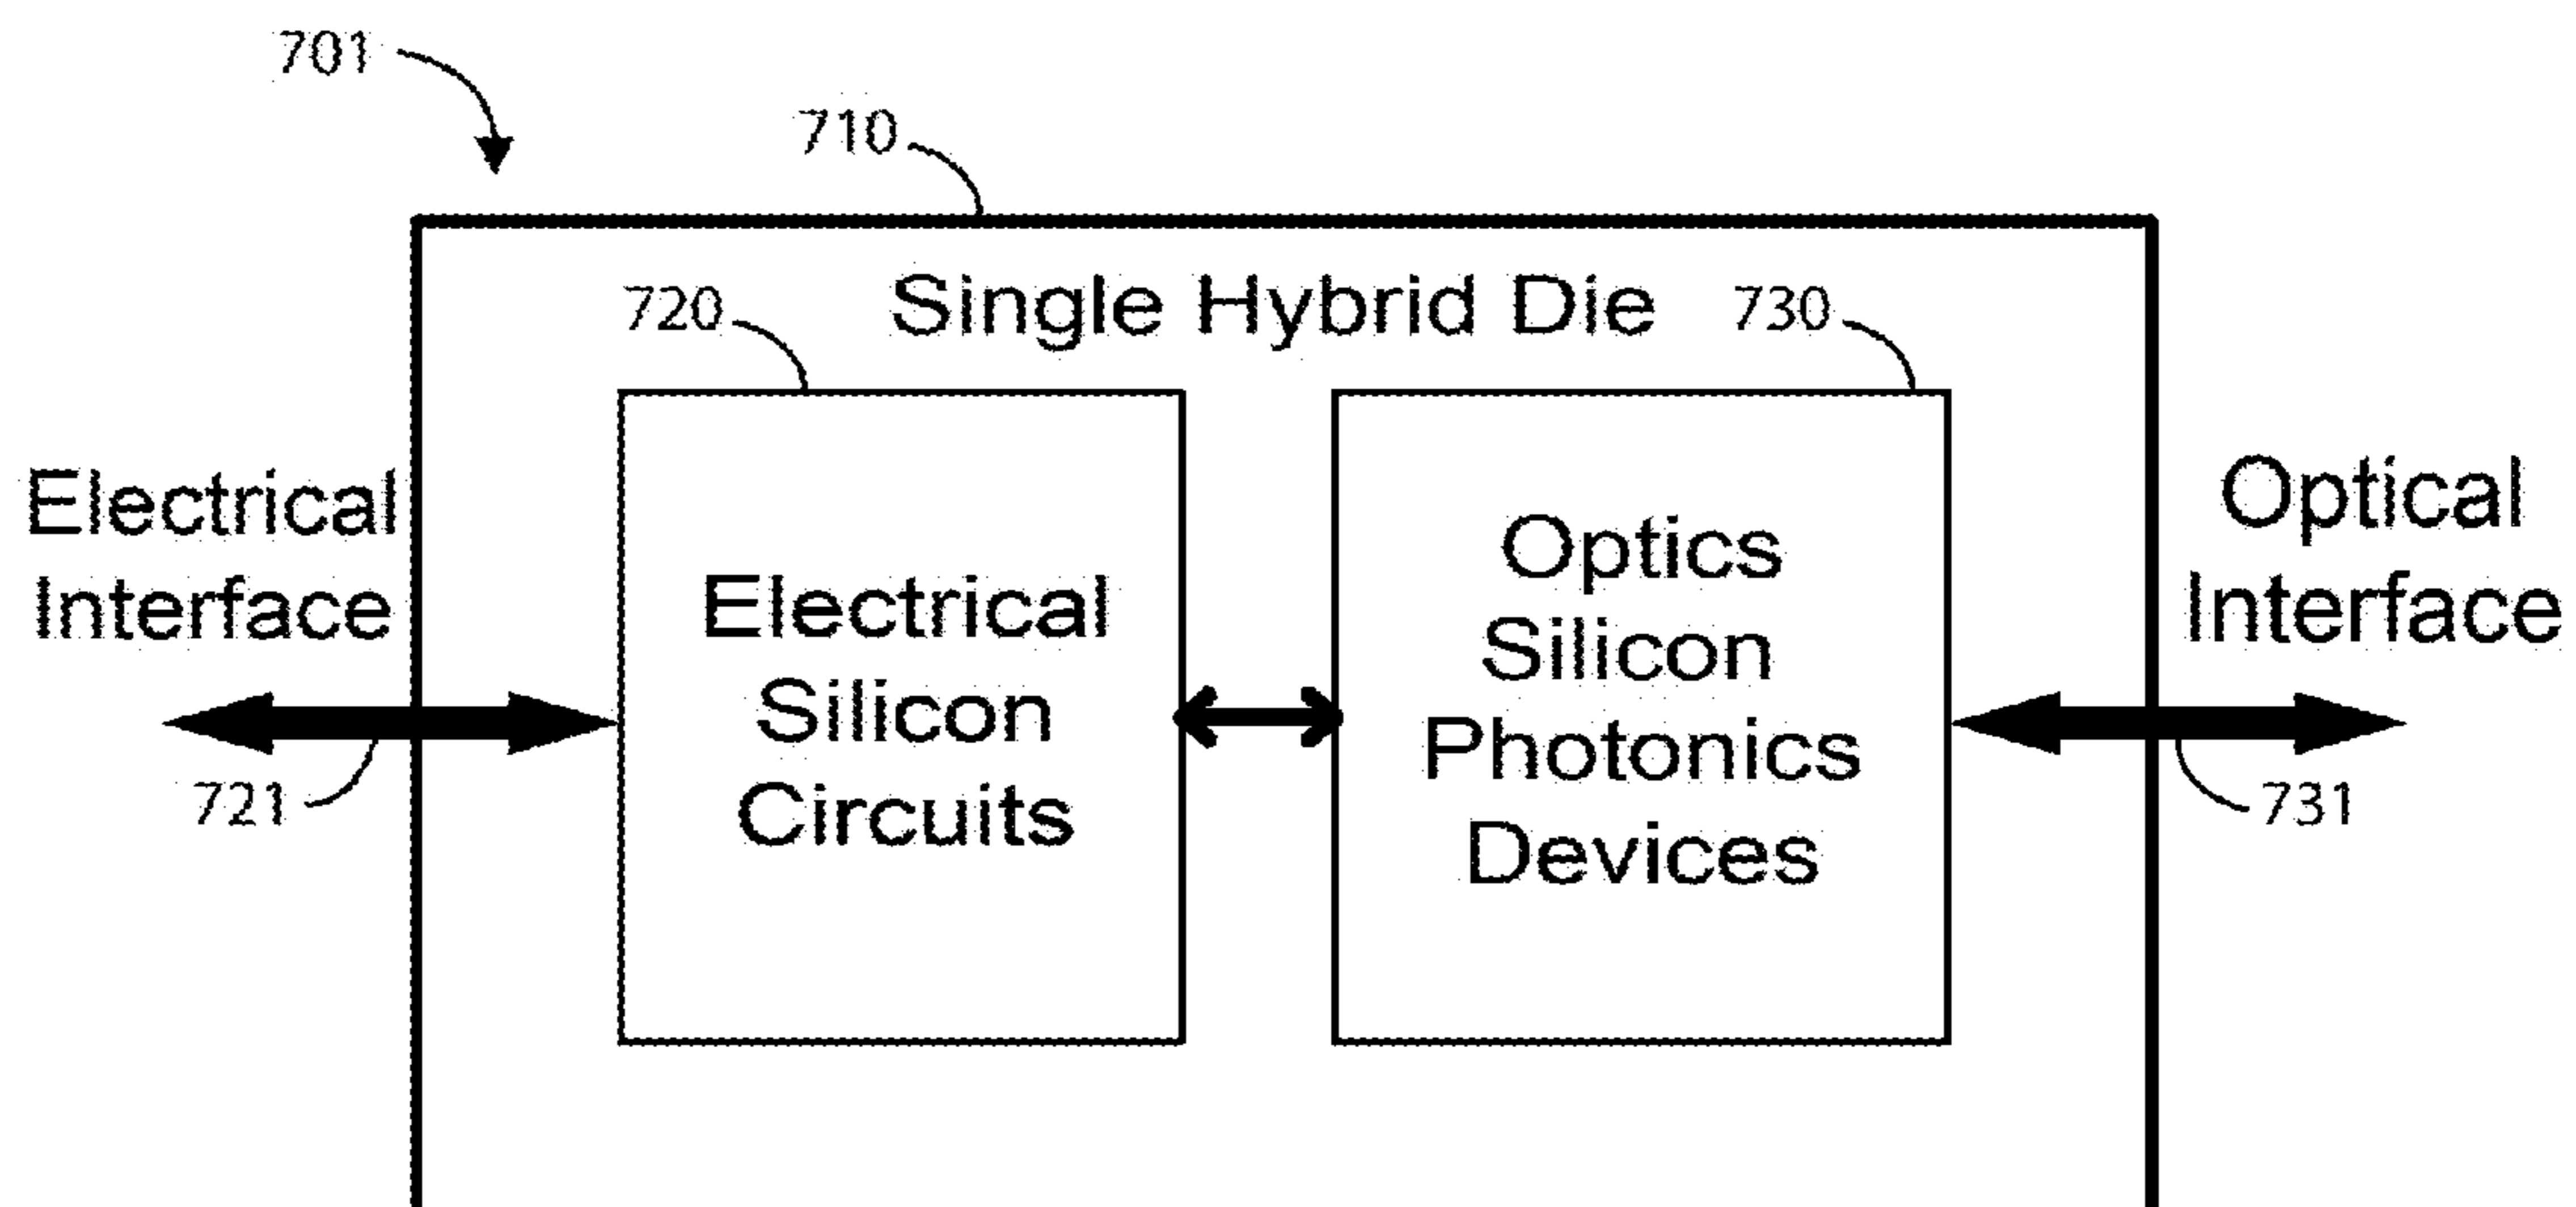 701
710
720
Single Hybrid Die
730
Electrical
Interface
Electrical
Silicon
Circuits
Optics
Silicon
Photonics
Devices
Optical
Interface
721
731